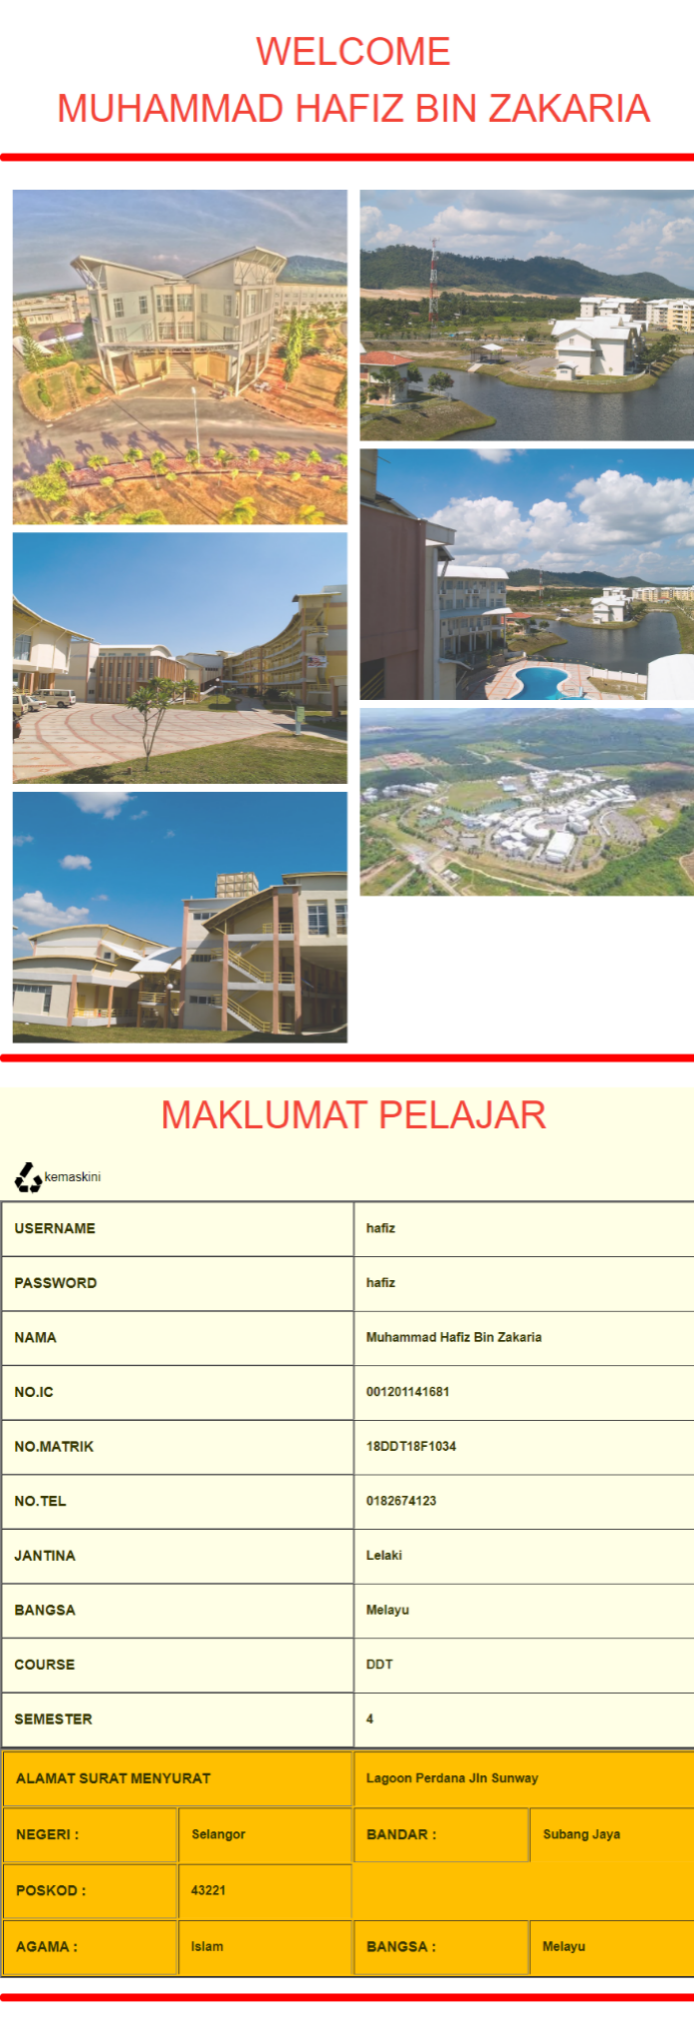 WELCOME
MUHAMMAD HAFIZ BIN ZAKARIA
MAKLUMAT PELAJAR
kemaskini
USERNAME hafiz
PASSWORD hafiz
NAMA Muhammad Hafiz Bin Zakaria
NO.IC 001201141681
NO.MATRIK 18DDT18F1034
NO.TEL 0182674123
JANTINA Lelaki
BANGSA Melayu
COURSE DDT
SEMESTER 4
ALAMAT SURAT MENYURAT Lagoon Perdana Jln Sunway
NEGERI : Selangor BANDAR : Subang Jaya
POSKOD : 43221
AGAMA : Islam BANGSA : Melayu